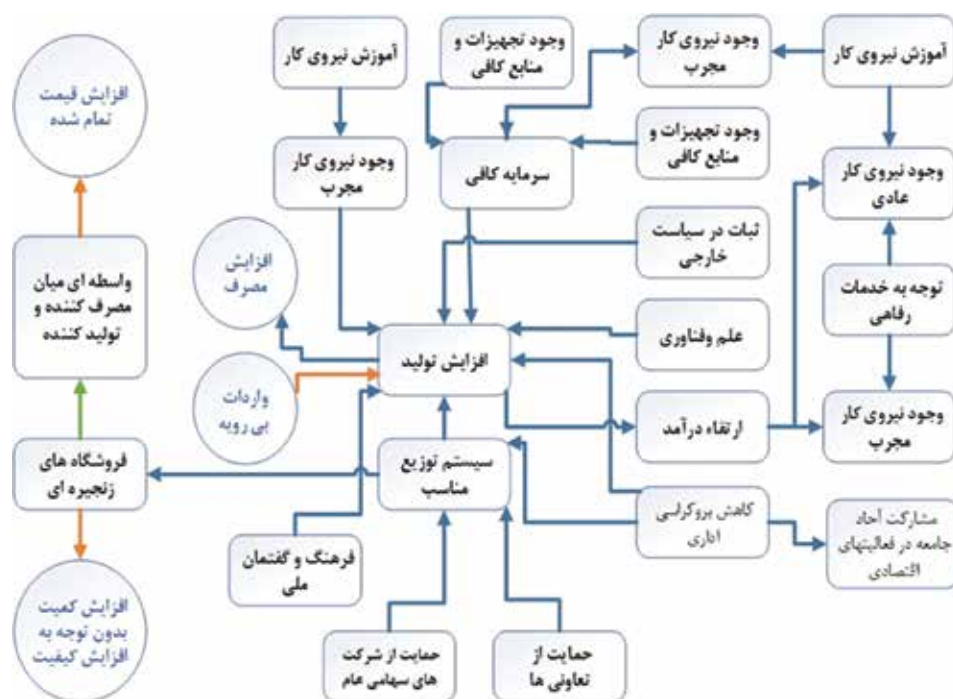 آموزش نیروی کار
وجود نیروی کار
مجرب
وجود تجهیزات و
منابع کافی
آموزش نیروی کار
افزایش قیمت
تمام شده
وجود تجهیزات و
منابع کافی
وجود نیروی کار
عادی
سرمایه کافی
وجود نیروی کار
مجرب
ثبات در سیاست
خارجی
افزایش
مصرف
واسطه ای میان
مصرف کننده و
تولید کننده
توجه به خدمات
رفاهی
علم وفناوری
افزایش تولید
واردات
بی رویه
وجود نیروی کار
مجرب
ارتقاء درآمد
سیستم توزیع
مناسب
فروشگاه های
زنجیره ای
مشارکت آحاد
جامعه در فعالیتهای
اقتصادی
کاهش بروکراسی
اداری
فرهنگ و گفتمان
ملی
افزایش کمیت
بدون توجه به
افزایش کیفیت
حمایت از
تعاونی ها
حمایت از شرکت
های سهامی عام